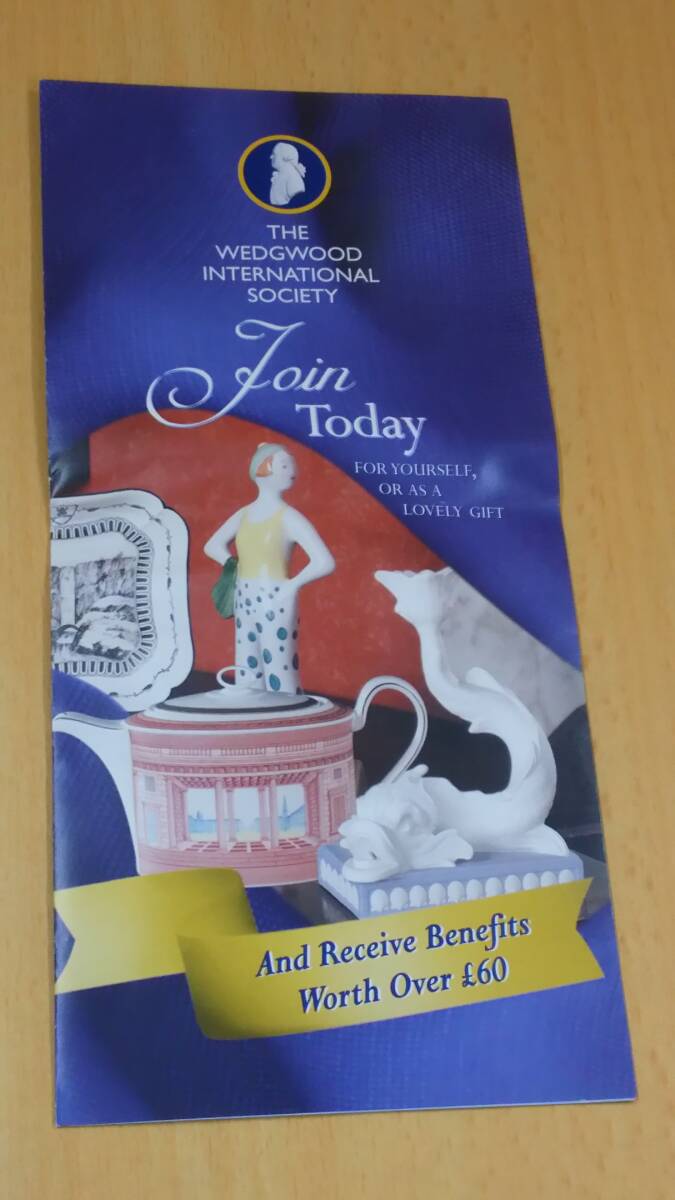 THE
WEDGWOOD
INTERNATIONAL
SOCIETY
Join
Today
FOR YOURSELF,
OR AS A
LOVELY GIFT
And Receive Benefits
Worth Over £60